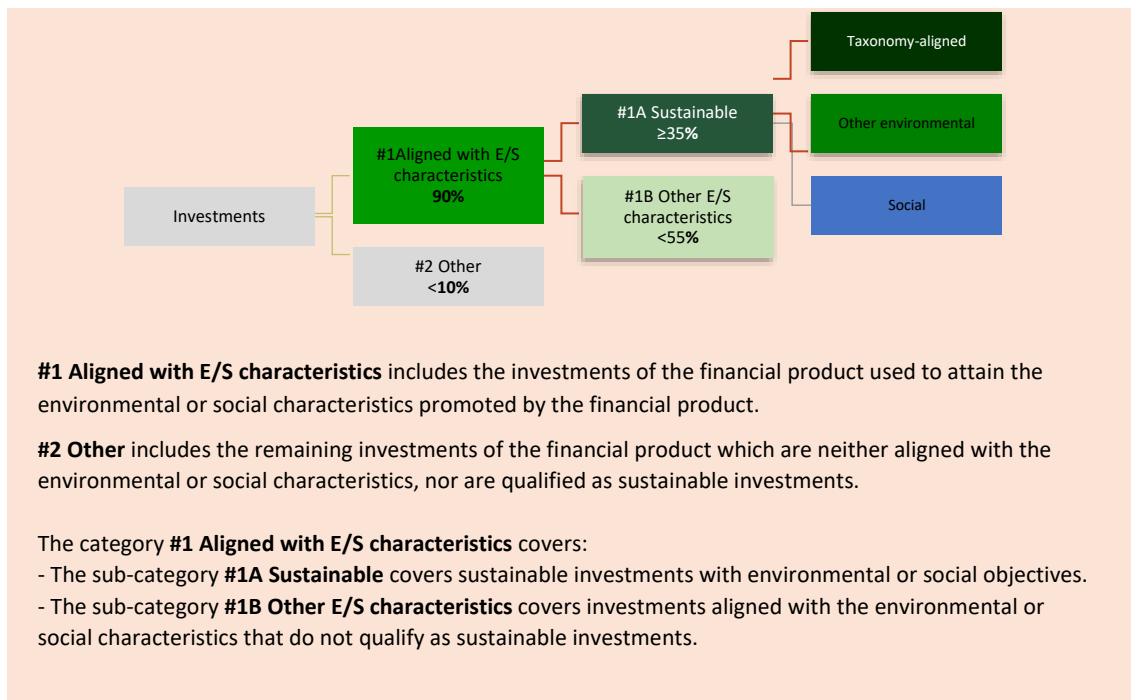 Taxonomy-aligned
#1A Sustainable
≥35%
Other environmental
#1Aligned with E/S
characteristics
90%
Investments
#1B Other E/S
characteristics
<55%
Social
#2 Other
<10%
#1 Aligned with E/S characteristics includes the investments of the financial product used to attain the
environmental or social characteristics promoted by the financial product.
#2 Other includes the remaining investments of the financial product which are neither aligned with the
environmental or social characteristics, nor are qualified as sustainable investments.
The category #1 Aligned with E/S characteristics covers:
- The sub-category #1A Sustainable covers sustainable investments with environmental or social objectives.
- The sub-category #1B Other E/S characteristics covers investments aligned with the environmental or
social characteristics that do not qualify as sustainable investments.